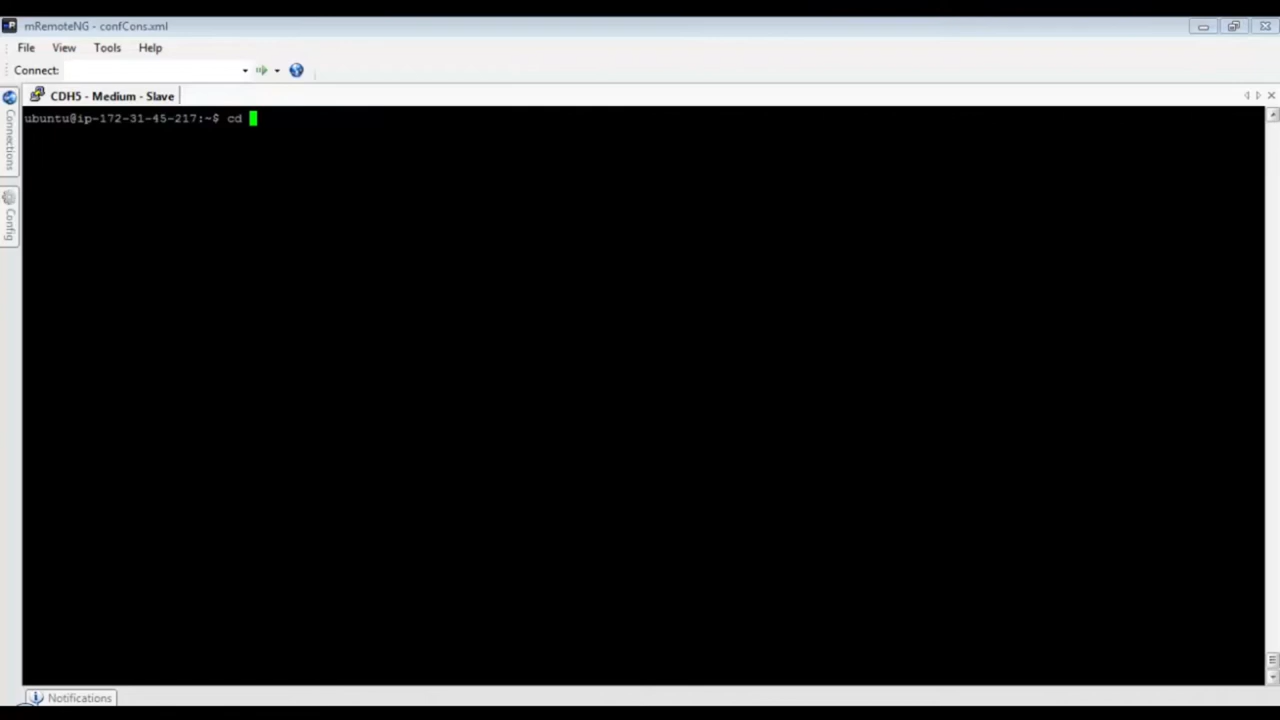 mRemoteNG - confCons.xml
File View Tools Help
Connect:
CDH5 - Medium - Slave
ubuntu@ip-172-31-45-217:~$ cd
Connections
Config
Notifications